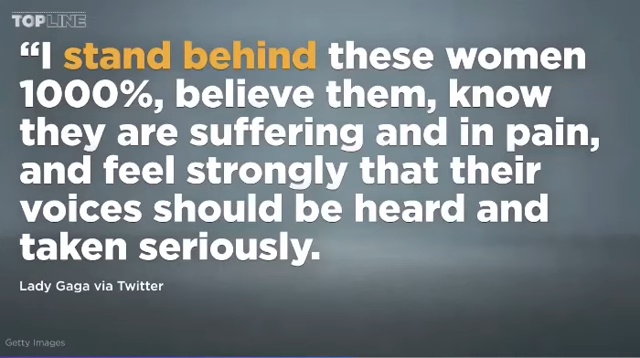 TOPLINE
“I stand behind these women
1000%, believe them, know
they are suffering and in pain,
and feel strongly that their
voices should be heard and
taken seriously.
Lady Gaga via Twitter
Getty Images